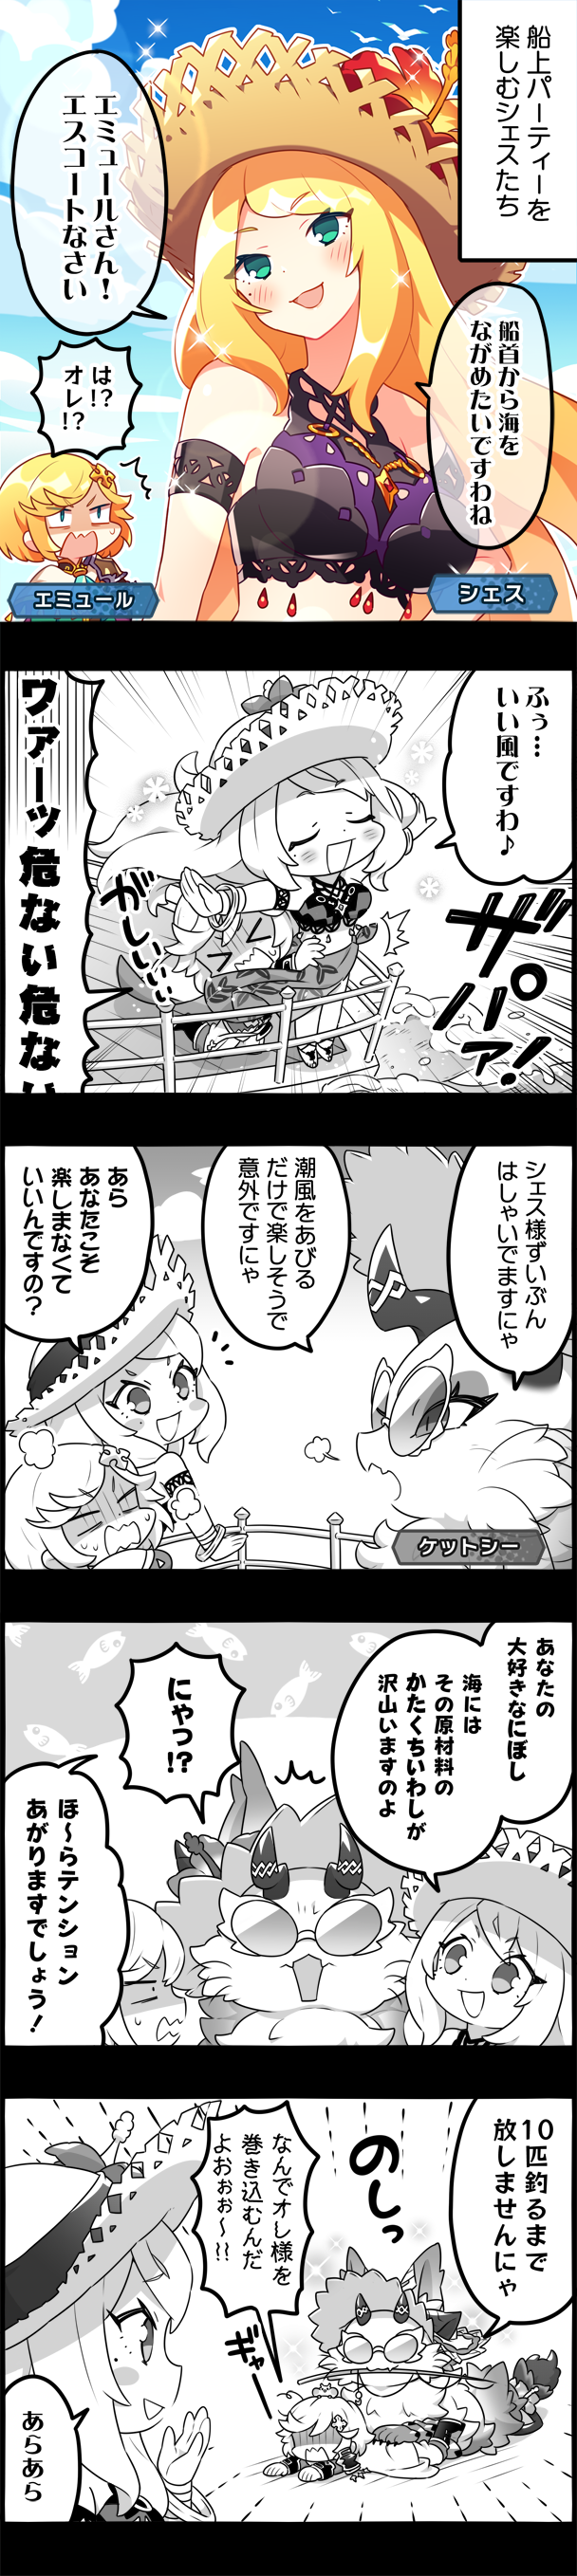 船上パーティーを
楽しむシェスたち
エミュールさん！
エスコートなさい
船首から海を
ながめたいですわね
は!?
オレ!?
エミュール
シェス
ふぅ…
いい風ですわ♪
ザパァ！
がしいぃ
ワァーッ危ない危ない
シェス様ずいぶん
はしゃいでますにゃ
潮風をあびる
だけで楽しそうで
意外ですにゃ
あら
あなたこそ
楽しまなくて
いいんですの？
ケットシー
あなたの
大好きなにぼし
海には
その原材料の
かたくちいわしが
沢山いますのよ
にゃっ!?
ほ〜らテンション
あがりますでしょう！
10匹釣るまで
放しませんにゃ
のしっ
なんでオレ様を
巻き込むんだ
よおぉぉ〜!!
ギャー
あらあら